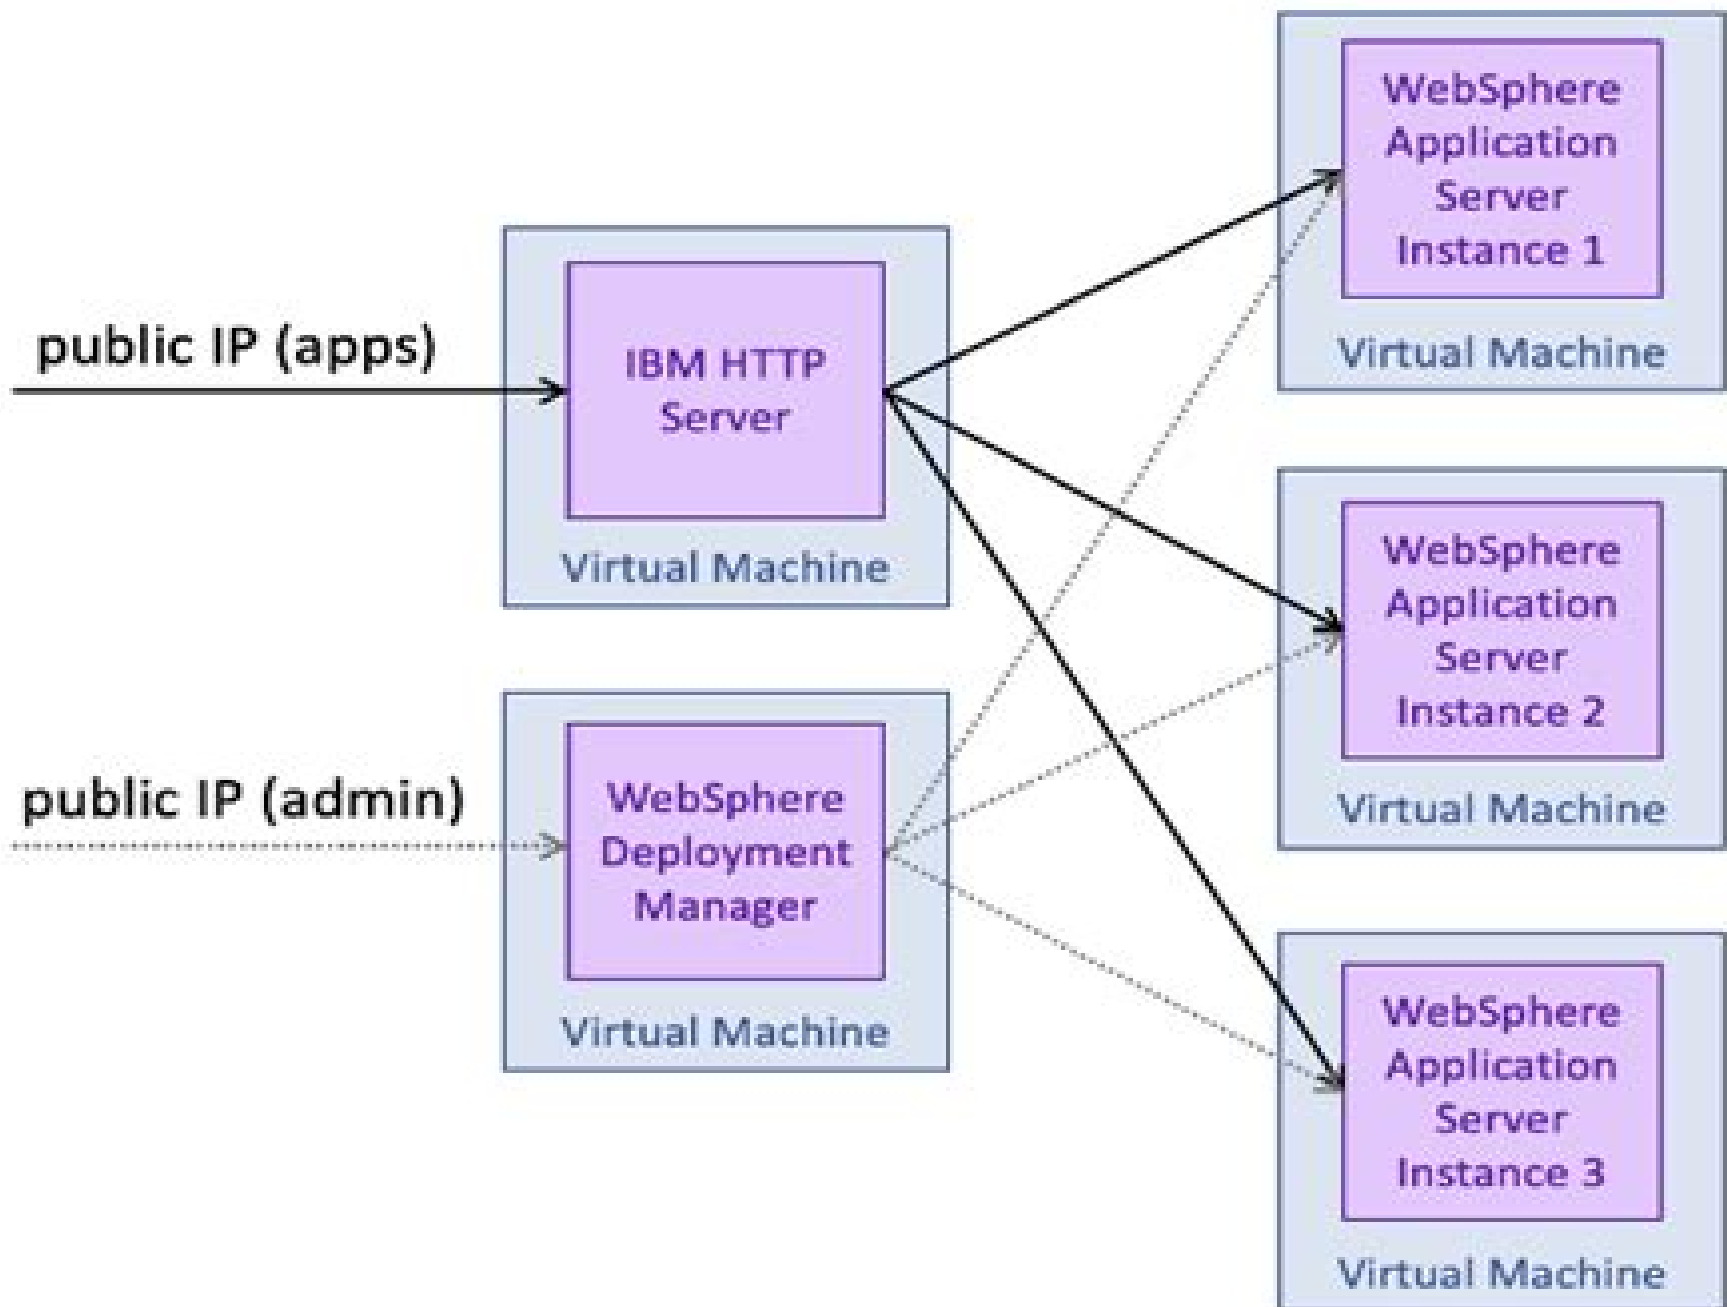 public IP (apps)
IBM HTTP
Server
Virtual Machine
public IP (admin)
WebSphere
Deployment
Manager
Virtual Machine
WebSphere
Application
Server
Instance 1
Virtual Machine
WebSphere
Application
Server
Instance 2
Virtual Machine
WebSphere
Application
Server
Instance 3
Virtual Machine